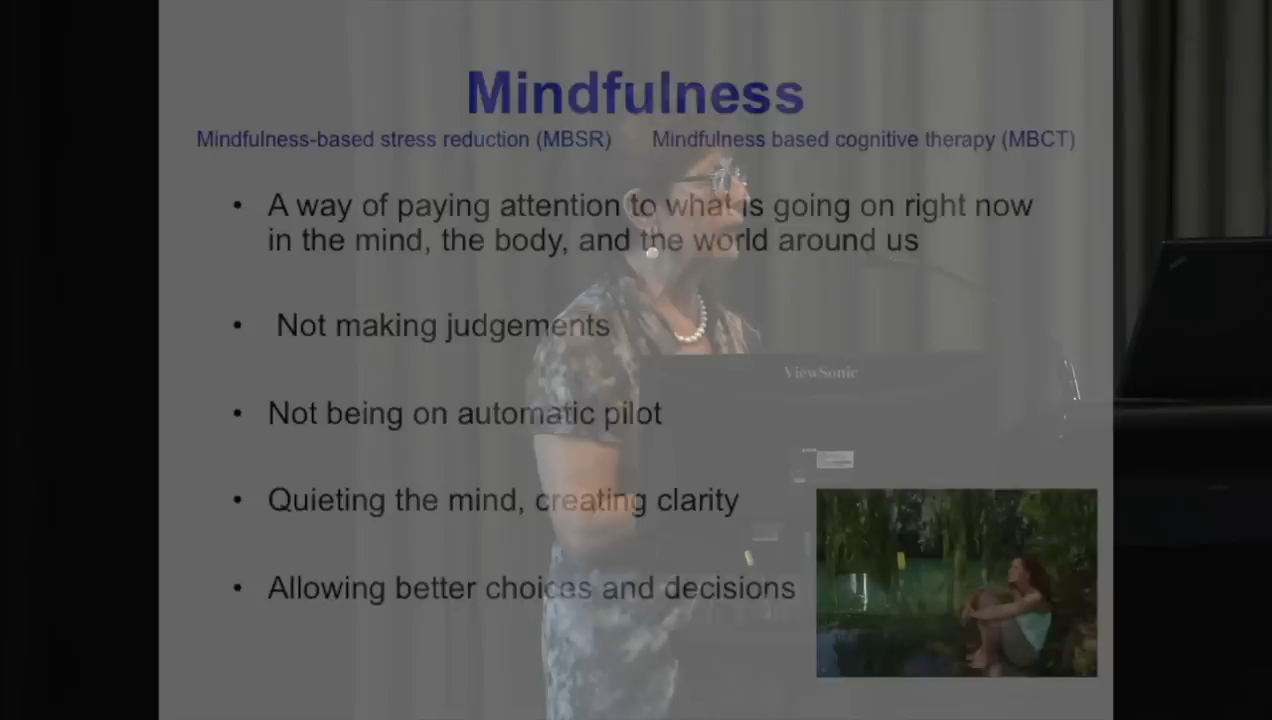 Mindfulness
Mindfulness-based stress reduction (MBSR) Mindfulness based cognitive therapy (MBCT)
• A way of paying attention to what is going on right now
in the mind, the body, and the world around us
• Not making judgements
• Not being on automatic pilot
• Quieting the mind, creating clarity
• Allowing better choices and decisions
ViewSonic